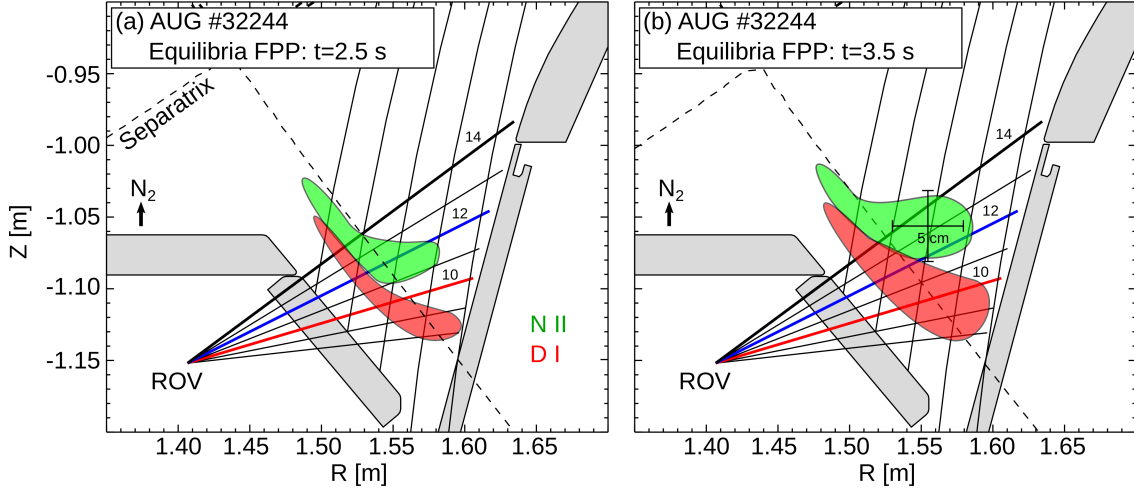 (a) AUG #32244
Equilibria FPP: t=2.5 s
(b) AUG #32244
Equilibria FPP: t=3.5 s
-0.95
-1.00
-1.05
-1.10
-1.15
Z [m]
Separatrix
N2
14
12
10
N II
D I
ROV
1.40 1.45 1.50 1.55 1.60 1.65
R [m]
N2
14
12
5 cm
10
ROV
1.40 1.45 1.50 1.55 1.60 1.65
R [m]